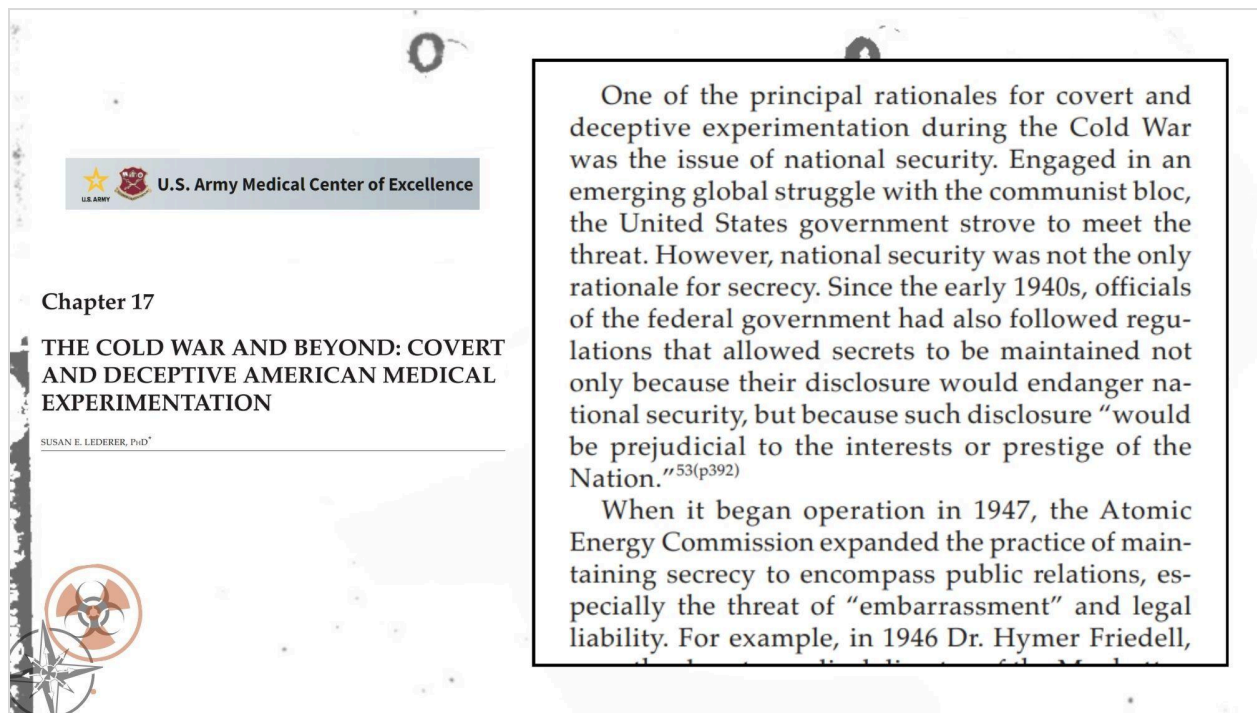 U.S. ARMY
U.S. Army Medical Center of Excellence
Chapter 17
THE COLD WAR AND BEYOND: COVERT
AND DECEPTIVE AMERICAN MEDICAL
EXPERIMENTATION
SUSAN E. LEDERER, PhD*
One of the principal rationales for covert and
deceptive experimentation during the Cold War
was the issue of national security. Engaged in an
emerging global struggle with the communist bloc,
the United States government strove to meet the
threat. However, national security was not the only
rationale for secrecy. Since the early 1940s, officials
of the federal government had also followed regu-
lations that allowed secrets to be maintained not
only because their disclosure would endanger na-
tional security, but because such disclosure “would
be prejudicial to the interests or prestige of the
Nation.”53(p392)
When it began operation in 1947, the Atomic
Energy Commission expanded the practice of main-
taining secrecy to encompass public relations, es-
pecially the threat of “embarrassment” and legal
liability. For example, in 1946 Dr. Hymer Friedell,